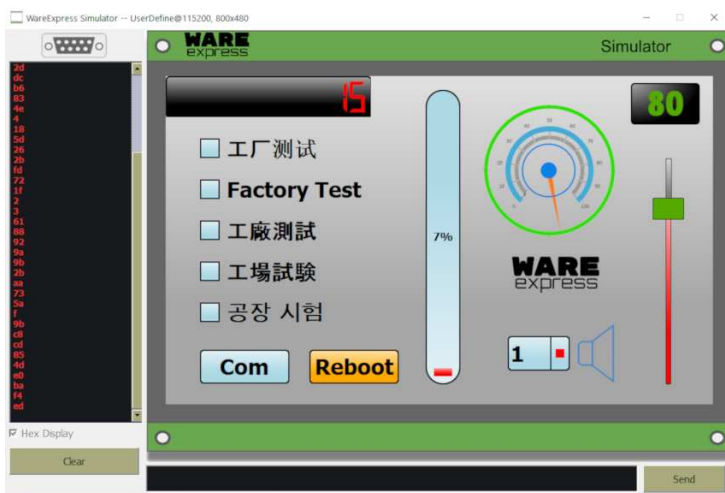 WareExpress Simulator -- UserDefine@115200, 800x480
WARE
express
Simulator
2d
dc
b6
83
4e
4
18
5d
26
2b
fd
72
1f
2
3
61
88
92
9a
9b
2b
aa
73
5a
f
9b
c8
cd
85
4d
e0
ba
f4
ed
15
80
工厂测试
Factory Test
工廠測試
工場試験
공장 시험
7%
WARE
express
1
Com
Reboot
Hex Display
Clear
Send